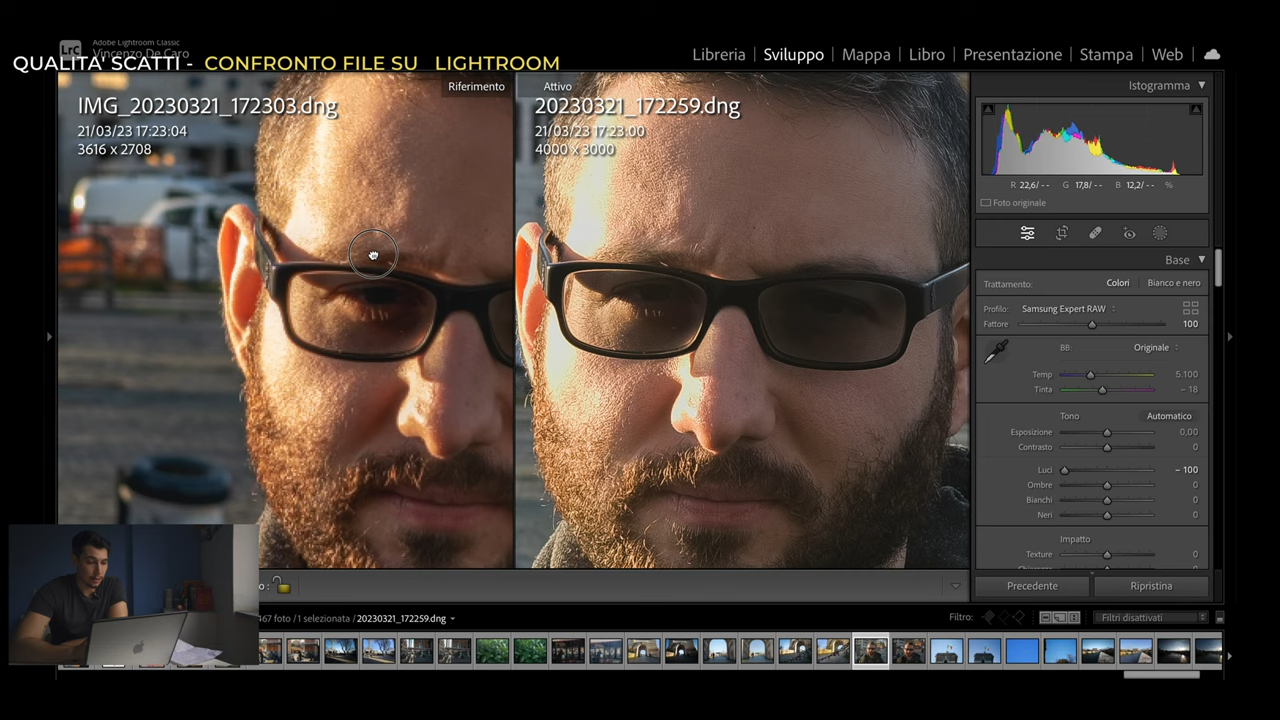 LrC
Adobe Lightroom Classic
Vincenzo De Caro
QUALITA' SCATTI - CONFRONTO FILE SU LIGHTROOM
Libreria | Sviluppo | Mappa | Libro | Presentazione | Stampa | Web
Riferimento
IMG_20230321_172303.dng
21/03/23 17:23:04
3616 x 2708
Attivo
20230321_172259.dng
21/03/23 17:23:00
4000 x 3000
Istogramma
R 22,6/-- G 17,8/-- B 12,2/-- %
Foto originale
Base
Trattamento: Colori Bianco e nero
Profilo: Samsung Expert RAW
Fattore 100
BB: Originale
Temp 5.100
Tinta – 18
Tono Automatico
Esposizione 0,00
Contrasto 0
Luci – 100
Ombre 0
Bianchi 0
Neri 0
Impatto
Texture 0
Precedente Ripristina
o :
467 foto /1 selezionata /20230321_172259.dng
Filtro: Filtri disattivati